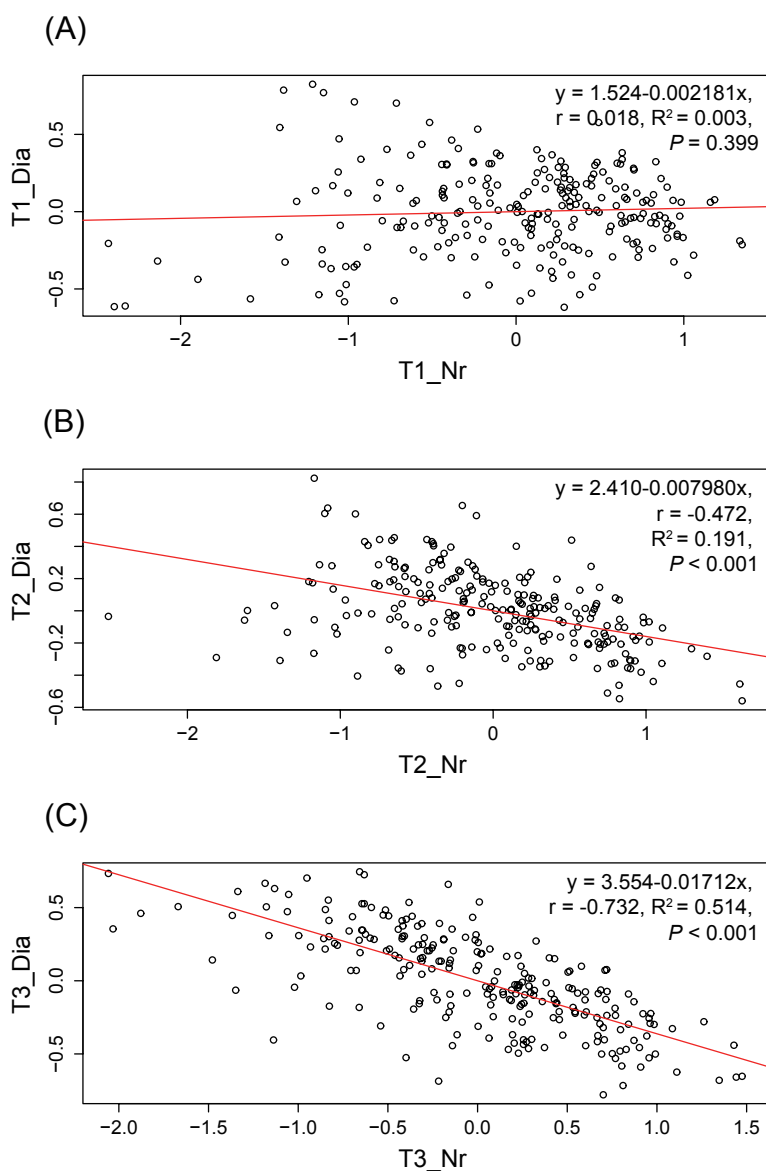 (A)
y = 1.524-0.002181x,
r = 0.018, R² = 0.003,
P = 0.399
0.5
0.0
−0.5
T1_Dia
−2
−1
0
1
T1_Nr
(B)
y = 2.410-0.007980x,
r = -0.472,
R² = 0.191,
P < 0.001
0.6
0.2
−0.2
−0.6
T2_Dia
−2
−1
0
1
T2_Nr
(C)
y = 3.554-0.01712x,
r = -0.732, R² = 0.514,
P < 0.001
0.5
0.0
−0.5
T3_Dia
−2.0
−1.5
−1.0
−0.5
0.0
0.5
1.0
1.5
T3_Nr